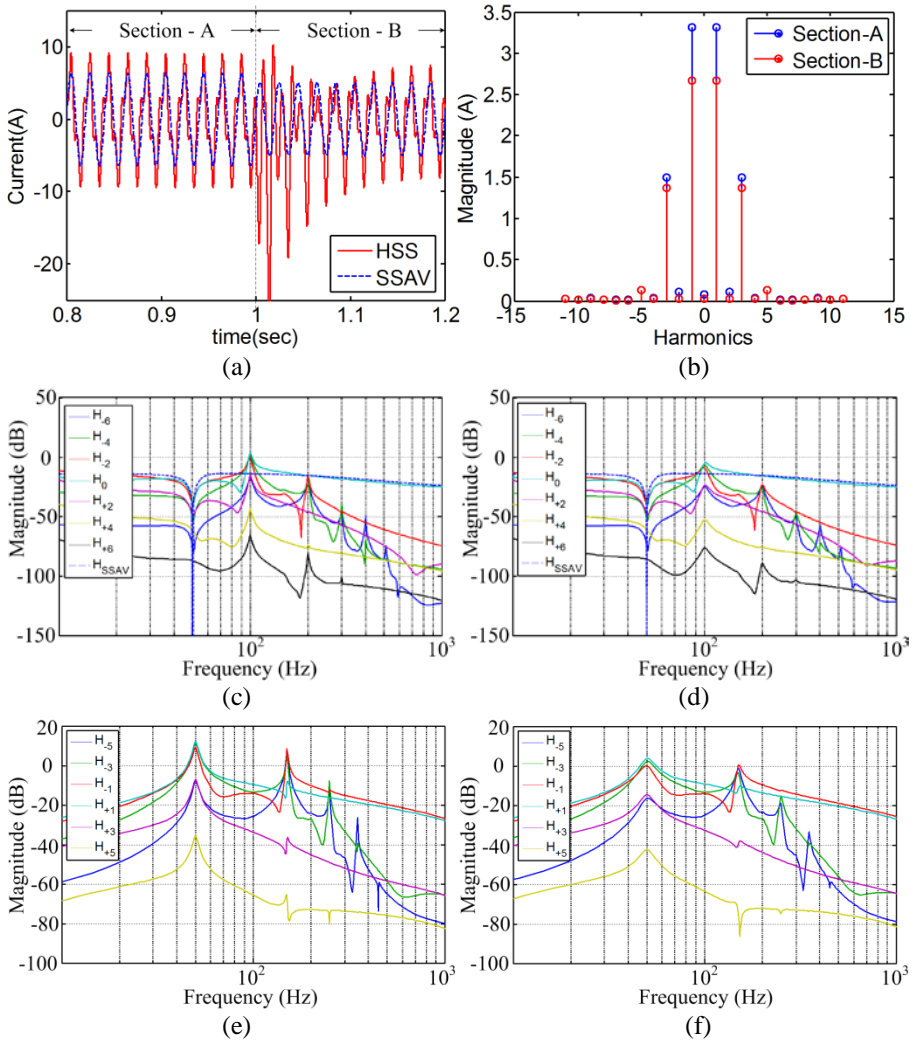 Section - A
Section - B
10
0
-10
-20
Current(A)
HSS
SSAV
0.8
0.9
1
1.1
1.2
time(sec)
(a)
3.5
3
2.5
2
1.5
1
0.5
0
Magnitude (A)
Section-A
Section-B
-15
-10
-5
0
5
10
15
Harmonics
(b)
50
0
-50
-100
-150
Magnitude (dB)
H-6
H-4
H-2
H0
H+2
H+4
H+6
HSSAV
10²
10³
Frequency (Hz)
(c)
50
0
-50
-100
-150
Magnitude (dB)
H-6
H-4
H-2
H0
H+2
H+4
H+6
HSSAV
10²
10³
Frequency (Hz)
(d)
20
0
-20
-40
-60
-80
-100
Magnitude (dB)
H-5
H-3
H-1
H+1
H+3
H+5
10²
10³
Frequency (Hz)
(e)
20
0
-20
-40
-60
-80
-100
Magnitude (dB)
H-5
H-3
H-1
H+1
H+3
H+5
10²
10³
Frequency (Hz)
(f)